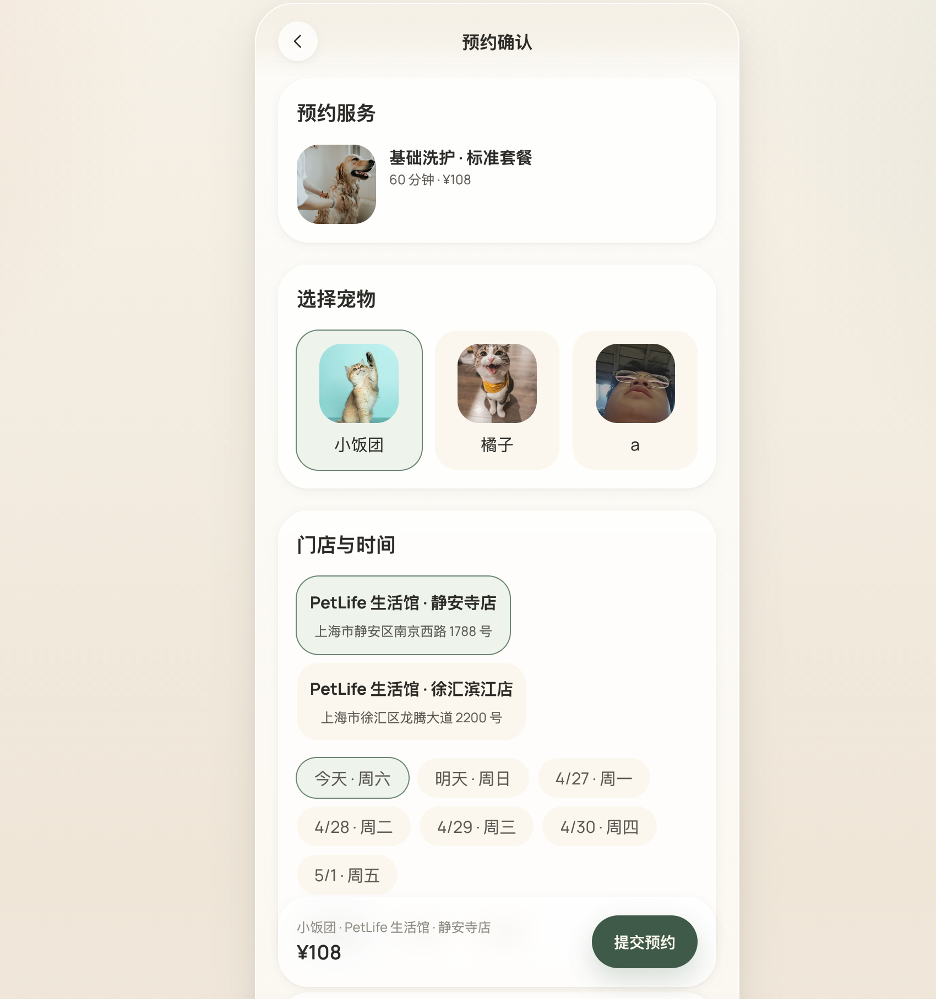 预约确认
预约服务
基础洗护 · 标准套餐
60 分钟 · ¥108
选择宠物
小饭团
橘子
a
门店与时间
PetLife 生活馆 · 静安寺店
上海市静安区南京西路 1788 号
PetLife 生活馆 · 徐汇滨江店
上海市徐汇区龙腾大道 2200 号
今天 · 周六
明天 · 周日
4/27 · 周一
4/28 · 周二
4/29 · 周三
4/30 · 周四
5/1 · 周五
小饭团 · PetLife 生活馆 · 静安寺店
¥108
提交预约